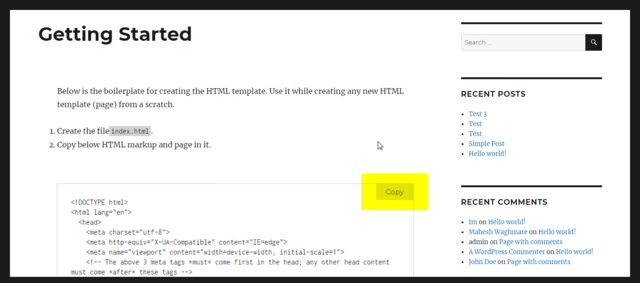 Getting Started
Below is the boilerplate for creating the HTML template. Use it while creating any new HTML
template (page) from a scratch.
1. Create the file index.html.
2. Copy below HTML markup and page in it.
Copy
<!DOCTYPE html>
<html lang="en">
<head>
<meta charset="utf-8">
<meta http-equiv="X-UA-Compatible" content="IE=edge">
<meta name="viewport" content="width=device-width, initial-scale=1">
<!-- The above 3 meta tags *must* come first in the head; any other head content
must come *after* these tags -->
Search …
RECENT POSTS
Test 3
Test
Test
Simple Post
Hello world!
RECENT COMMENTS
Im on Hello world!
Mahesh Waghmare on Hello world!
admin on Page with comments
A WordPress Commenter on Hello world!
John Doe on Page with comments